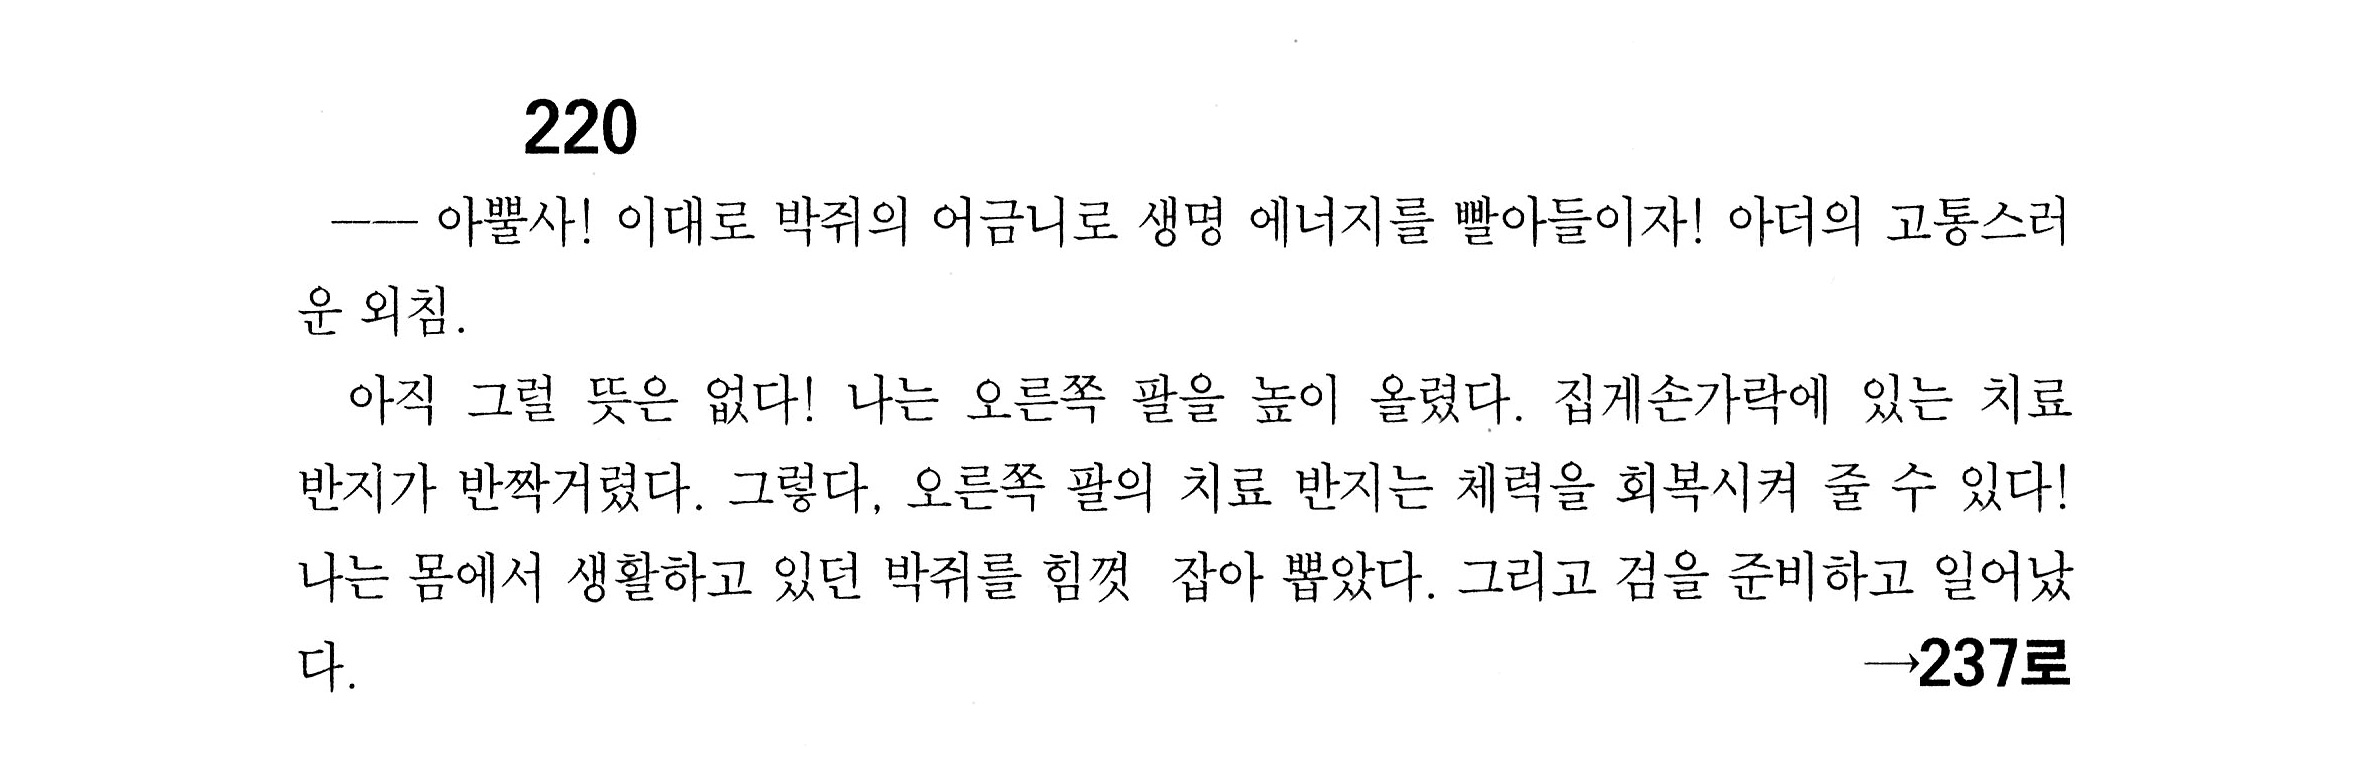 220
── 아뿔사! 이대로 박쥐의 어금니로 생명 에너지를 빨아들이자! 아더의 고통스러
운 외침.
아직 그럴 뜻은 없다! 나는 오른쪽 팔을 높이 올렸다. 집게손가락에 있는 치료
반지가 반짝거렸다. 그렇다, 오른쪽 팔의 치료 반지는 체력을 회복시켜 줄 수 있다!
나는 몸에서 생활하고 있던 박쥐를 힘껏 잡아 뽑았다. 그리고 검을 준비하고 일어났
다. →237로